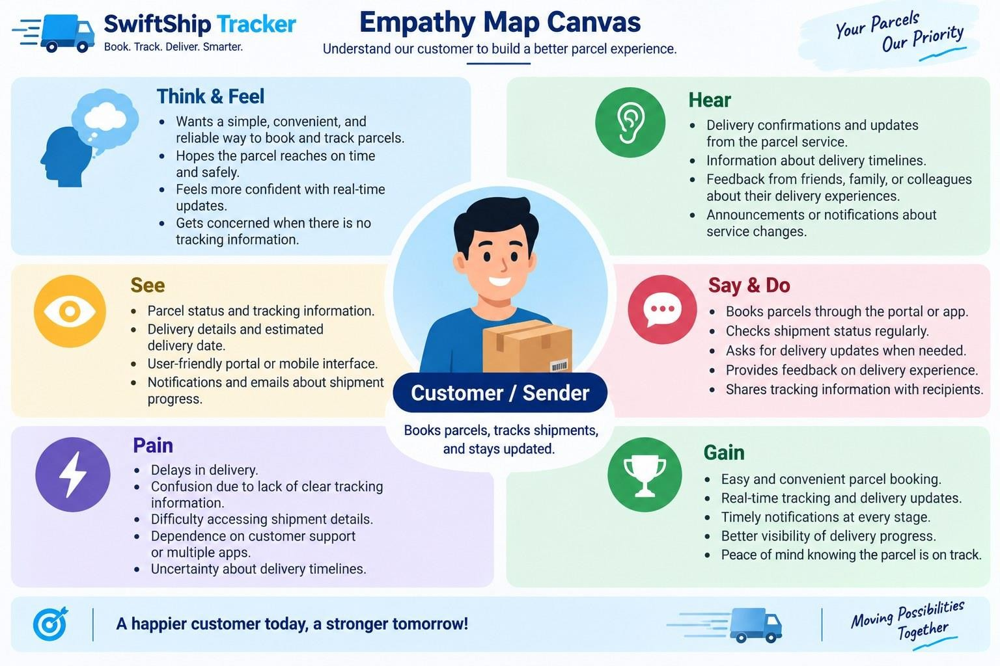 SwiftShip Tracker
Book. Track. Deliver. Smarter.
Empathy Map Canvas
Understand our customer to build a better parcel experience.
Your Parcels
Our Priority
Think & Feel
• Wants a simple, convenient, and
reliable way to book and track parcels.
• Hopes the parcel reaches on time
and safely.
• Feels more confident with real-time
updates.
• Gets concerned when there is no
tracking information.
Hear
• Delivery confirmations and updates
from the parcel service.
• Information about delivery timelines.
• Feedback from friends, family, or colleagues
about their delivery experiences.
• Announcements or notifications about
service changes.
See
• Parcel status and tracking information.
• Delivery details and estimated
delivery date.
• User-friendly portal or mobile interface.
• Notifications and emails about shipment
progress.
Customer / Sender
Books parcels, tracks shipments,
and stays updated.
Say & Do
• Books parcels through the portal or app.
• Checks shipment status regularly.
• Asks for delivery updates when needed.
• Provides feedback on delivery experience.
• Shares tracking information with recipients.
Pain
• Delays in delivery.
• Confusion due to lack of clear tracking
information.
• Difficulty accessing shipment details.
• Dependence on customer support
or multiple apps.
• Uncertainty about delivery timelines.
Gain
• Easy and convenient parcel booking.
• Real-time tracking and delivery updates.
• Timely notifications at every stage.
• Better visibility of delivery progress.
• Peace of mind knowing the parcel is on track.
A happier customer today, a stronger tomorrow!
Moving Possibilities
Together